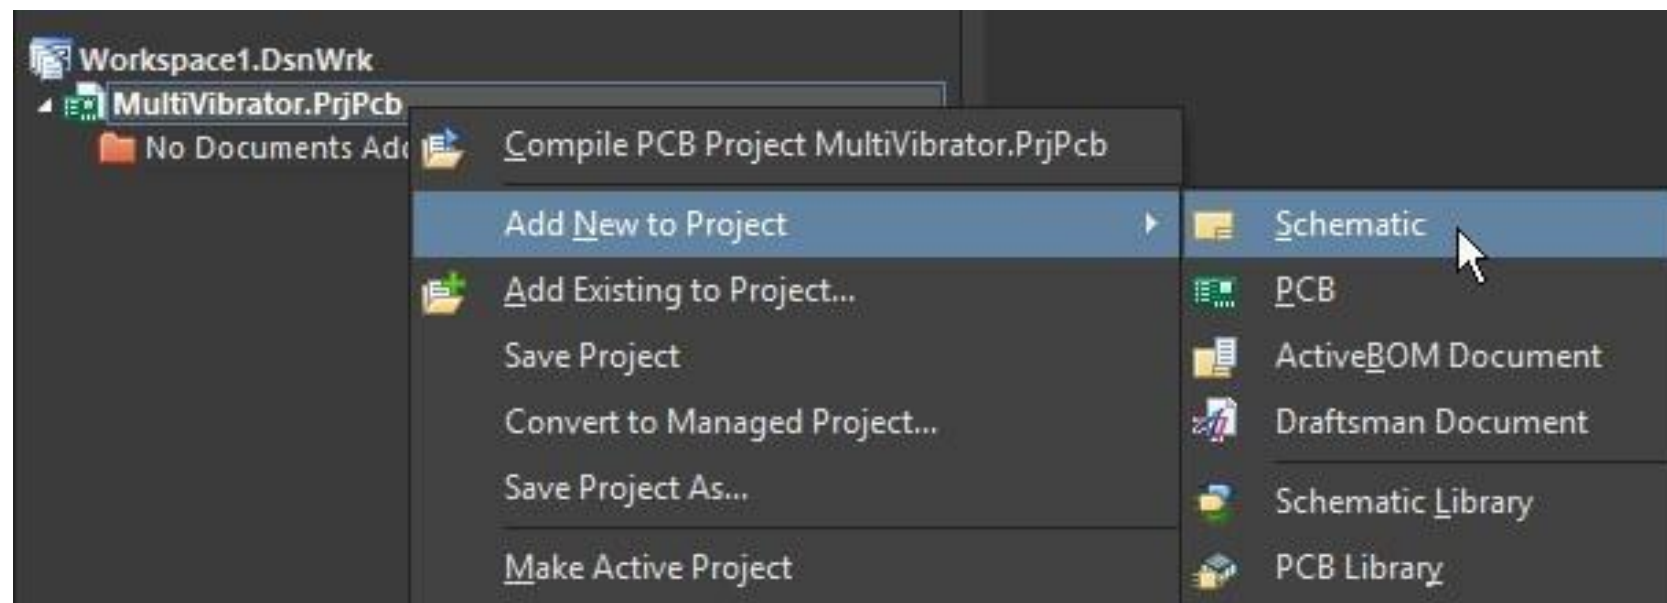 Workspace1.DsnWrk
MultiVibrator.PrjPcb
No Documents
Compile PCB Project MultiVibrator.PrjPcb
Add New to Project
Add Existing to Project...
Save Project
Convert to Managed Project...
Save Project As...
Make Active Project
Schematic
PCB
ActiveBOM Document
Draftsman Document
Schematic Library
PCB Library